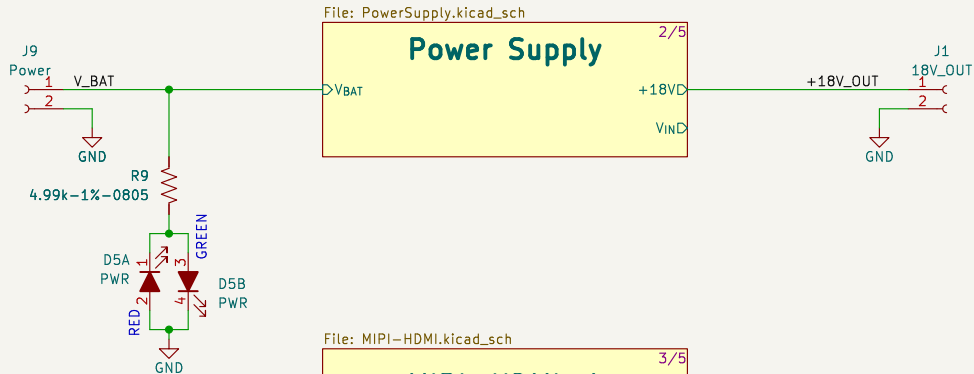 File: PowerSupply.kicad_sch
2/5
Power Supply
J9
Power
1
V_BAT
2
GND
VBAT
+18V
VIN
+18V_OUT
J1
18V_OUT
1
2
GND
R9
4.99k-1%-0805
GREEN
D5A
PWR
1
2
RED
3
4
D5B
PWR
GND
File: MIPI-HDMI.kicad_sch
3/5